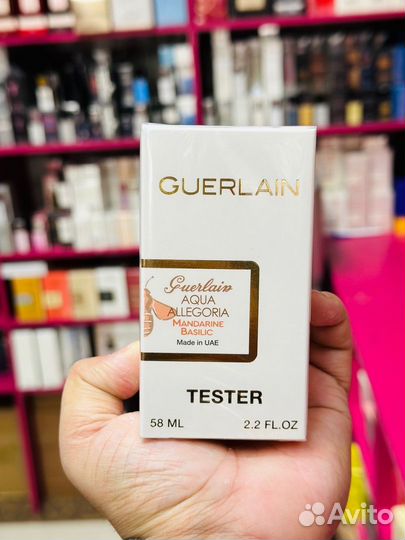 GUERLAIN
Guerlain
AQUA
ALLEGORIA
MANDARINE
BASILIC
Made in UAE
TESTER
58 ML 2.2 FL.OZ
Avito